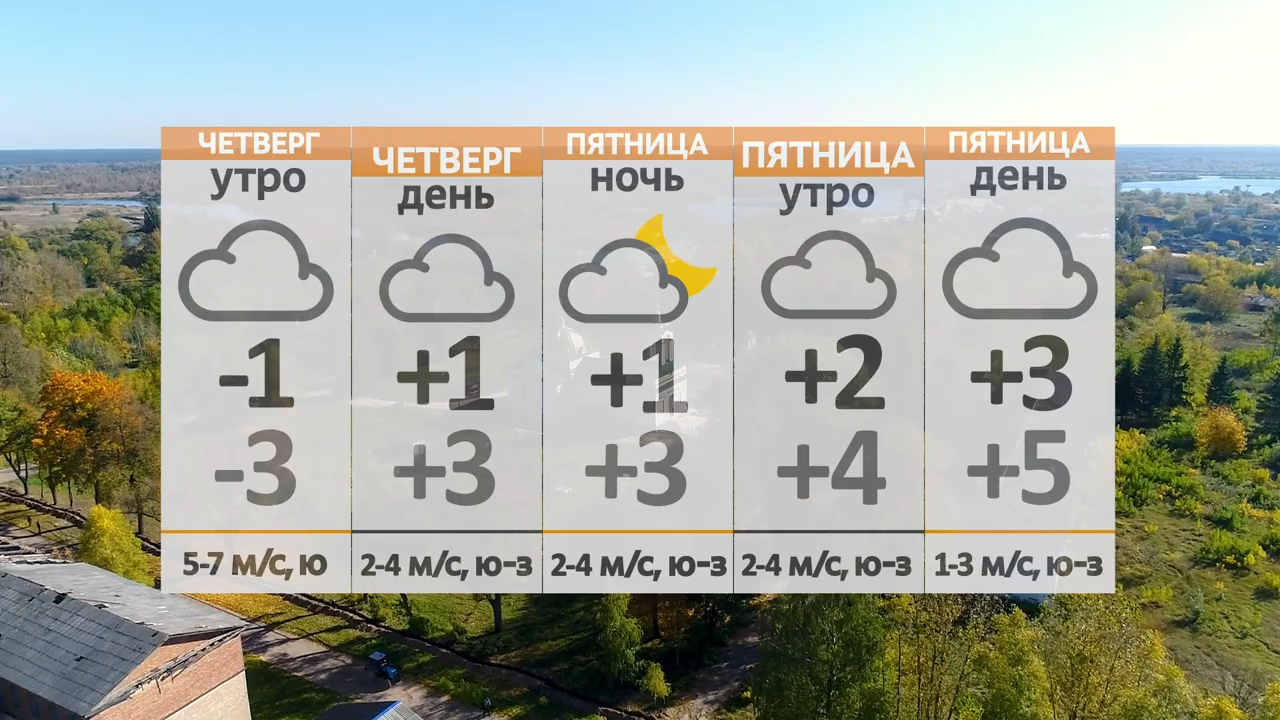 ЧЕТВЕРГ
утро
-1
-3
5-7 м/с, ю
ЧЕТВЕРГ
день
+1
+3
2-4 м/с, ю-з
ПЯТНИЦА
ночь
+1
+3
2-4 м/с, ю-з
ПЯТНИЦА
утро
+2
+4
2-4 м/с, ю-з
ПЯТНИЦА
день
+3
+5
1-3 м/с, ю-з